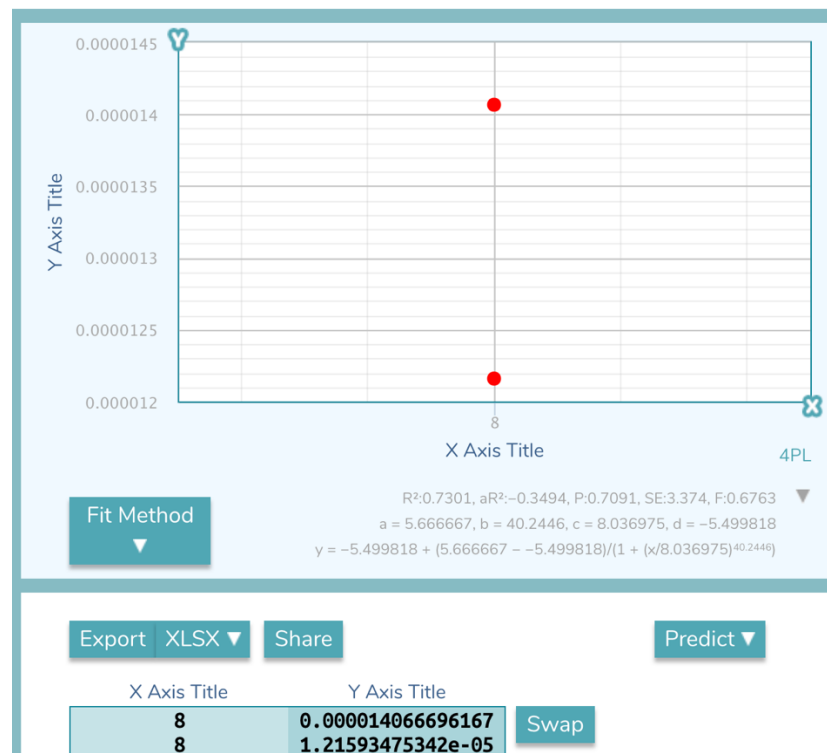 Y
0.0000145
0.000014
0.0000135
0.000013
0.0000125
0.000012
Y Axis Title
8
X
X Axis Title
4PL
Fit Method ▼
R²:0.7301, aR²:−0.3494, P:0.7091, SE:3.374, F:0.6763 ▼
a = 5.666667, b = 40.2446, c = 8.036975, d = −5.499818
y = −5.499818 + (5.666667 − −5.499818)/(1 + (x/8.036975)⁴⁰·²⁴⁴⁶)
Export XLSX ▼ Share Predict ▼
X Axis Title Y Axis Title
8 0.000014066696167 Swap
8 1.21593475342e-05